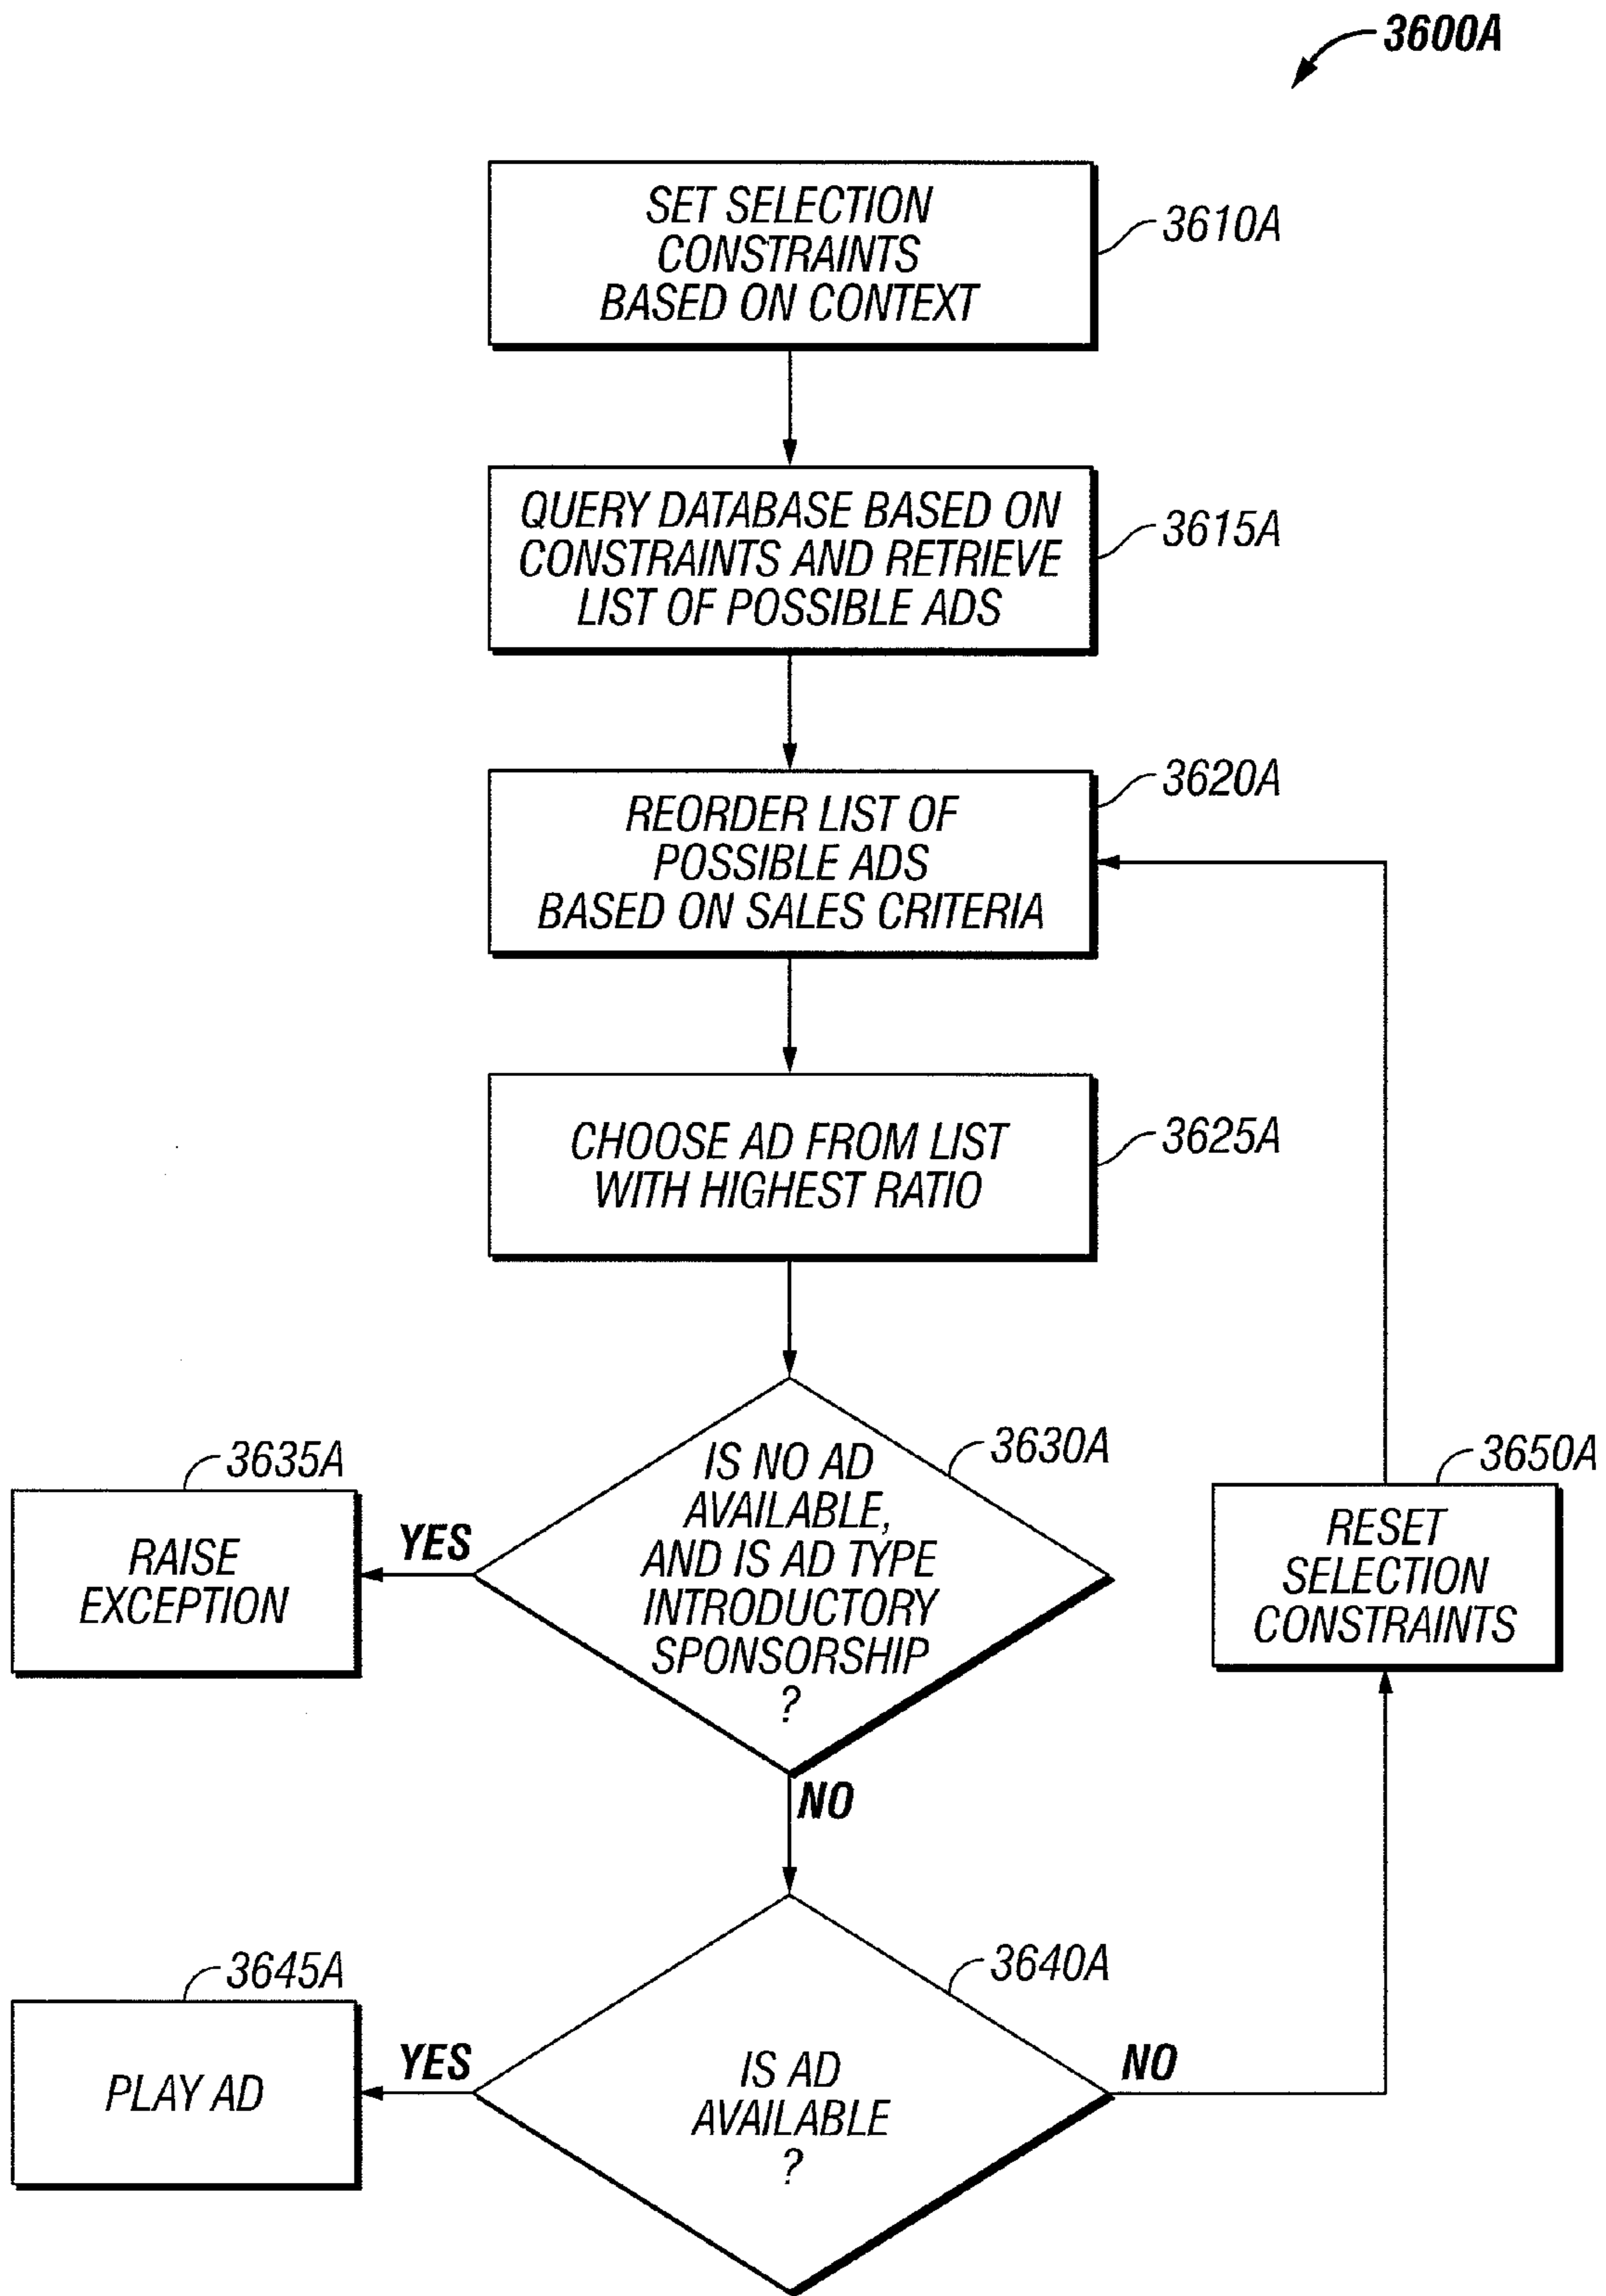 3600A
SET SELECTION
CONSTRAINTS
BASED ON CONTEXT
3610A
QUERY DATABASE BASED ON
CONSTRAINTS AND RETRIEVE
LIST OF POSSIBLE ADS
3615A
REORDER LIST OF
POSSIBLE ADS
BASED ON SALES CRITERIA
3620A
CHOOSE AD FROM LIST
WITH HIGHEST RATIO
3625A
IS NO AD
AVAILABLE,
AND IS AD TYPE
INTRODUCTORY
SPONSORSHIP
?
3630A
YES
3635A
RAISE
EXCEPTION
NO
3650A
RESET
SELECTION
CONSTRAINTS
IS AD
AVAILABLE
?
3640A
YES
3645A
PLAY AD
NO